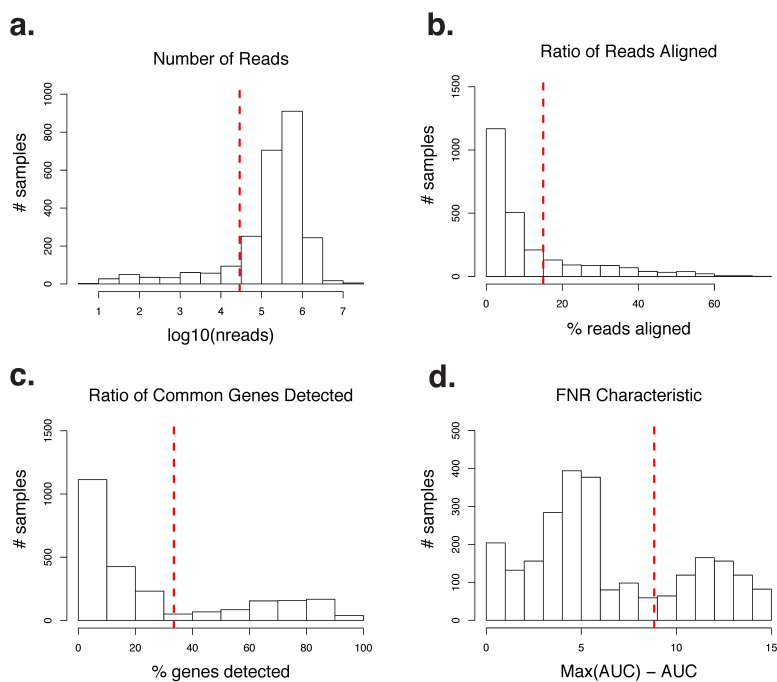 a.
Number of Reads
# samples
0
200
400
600
800
1000
1 2 3 4 5 6 7
log10(nreads)
b.
Ratio of Reads Aligned
# samples
0
500
1000
1500
0 20 40 60
% reads aligned
c.
Ratio of Common Genes Detected
# samples
0
500
1000
1500
0 20 40 60 80 100
% genes detected
d.
FNR Characteristic
# samples
0
100
200
300
400
500
0 5 10 15
Max(AUC) − AUC